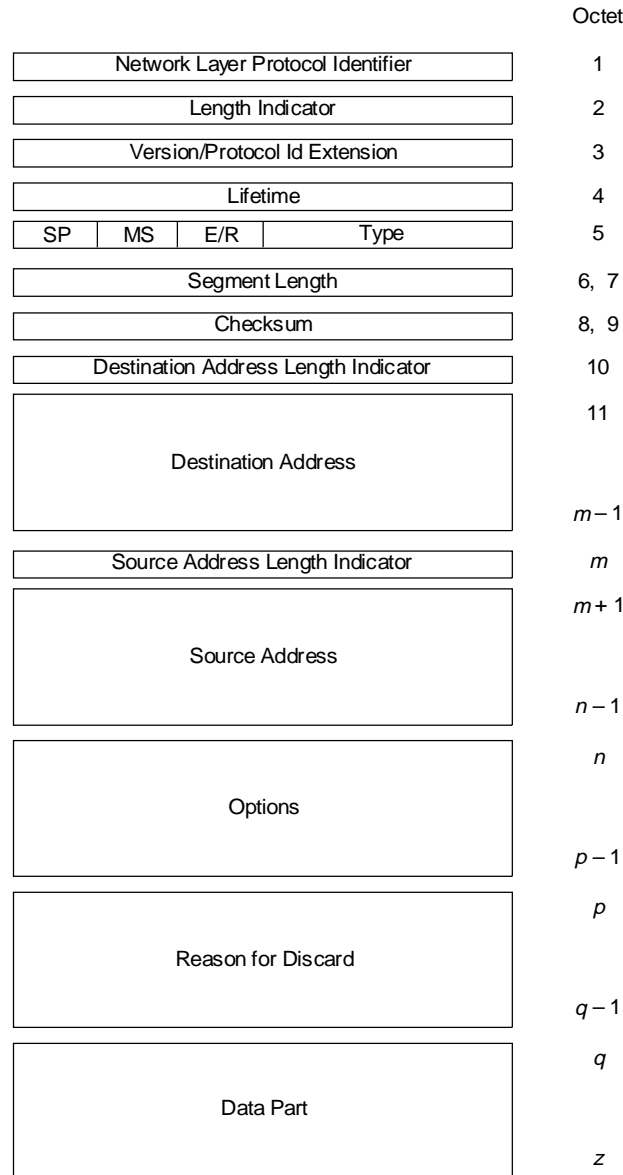 Octet
Network Layer Protocol Identifier 1
Length Indicator 2
Version/Protocol Id Extension 3
Lifetime 4
SP MS E/R Type 5
Segment Length 6, 7
Checksum 8, 9
Destination Address Length Indicator 10
11
Destination Address
m – 1
Source Address Length Indicator m
m + 1
Source Address
n – 1
n
Options
p – 1
p
Reason for Discard
q – 1
q
Data Part
z